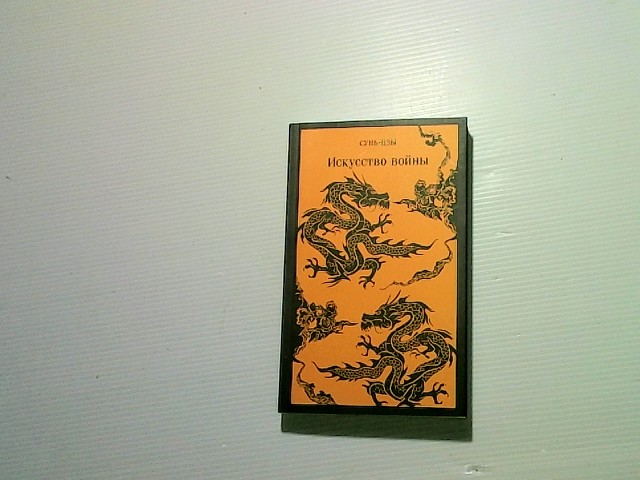 Сунь-цзы
Искусство войны